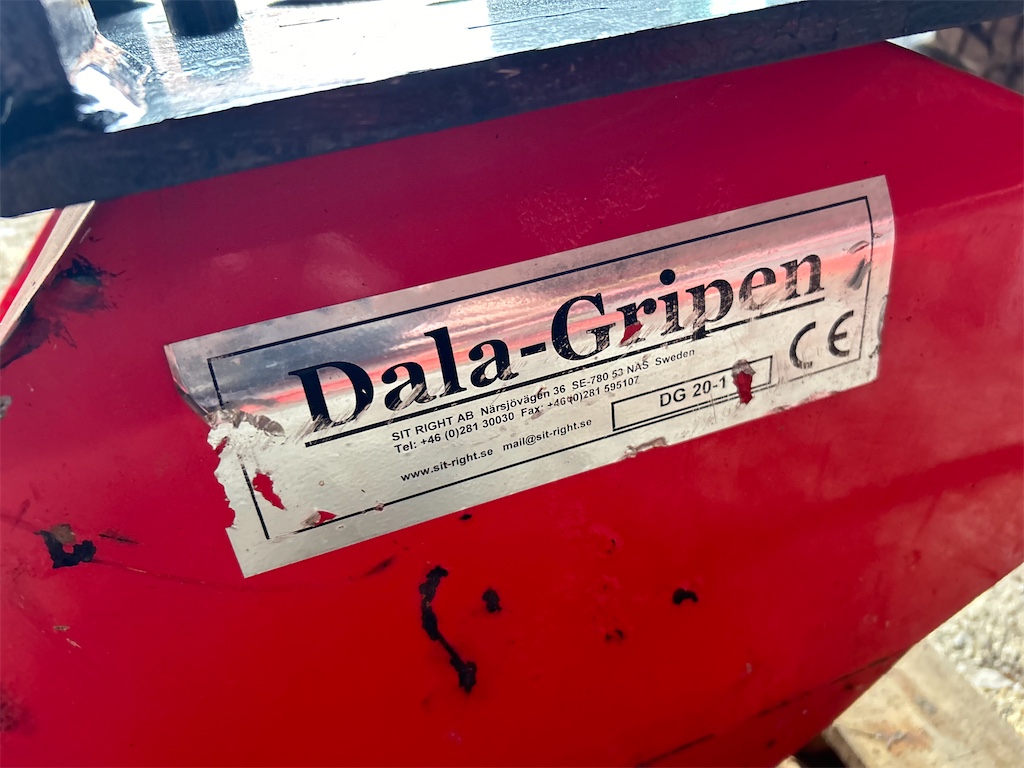 Dala-Gripen
SIT RIGHT AB Närsjövägen 36 SE-780 53 NÅS Sweden
Tel: +46 (0)281 30030 Fax: +46(0)281 595107
www.sit-right.se mail@sit-right.se
DG 20-1
CE